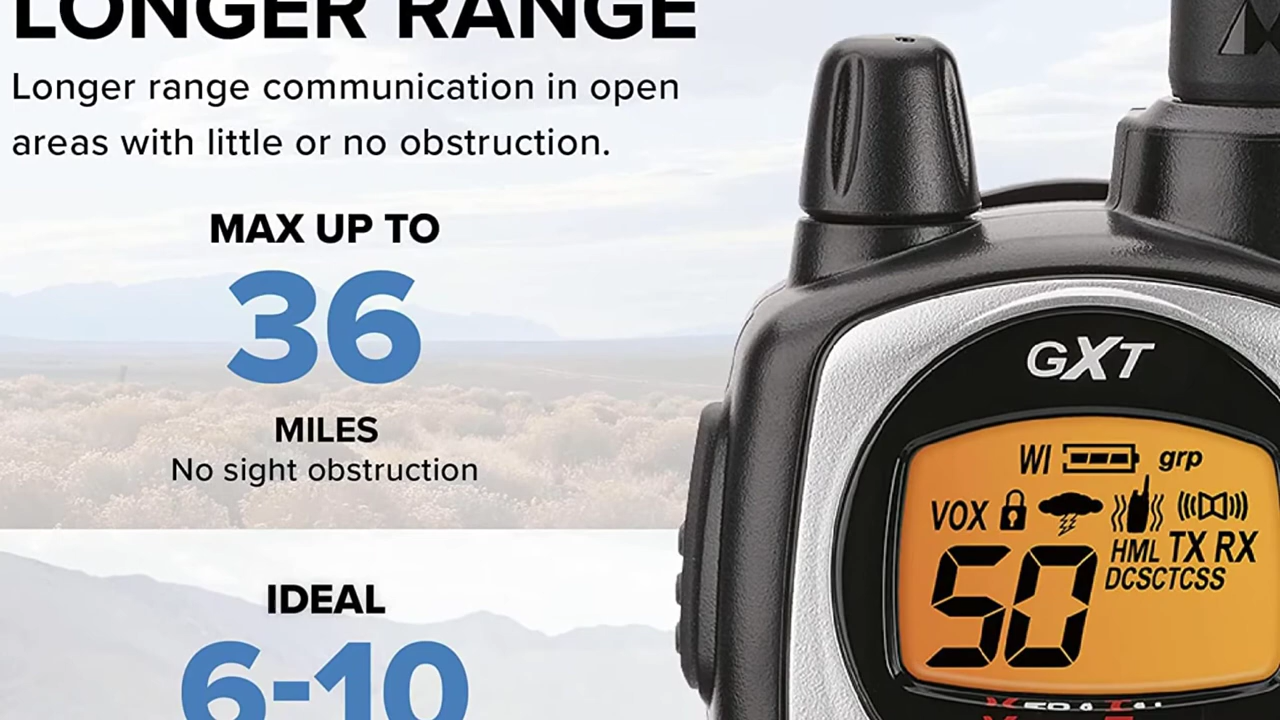 LONGER RANGE
Longer range communication in open
areas with little or no obstruction.
MAX UP TO
36
MILES
No sight obstruction
IDEAL
6-10
GXT
WI grp
VOX
HML TX RX
50
DCSCTCSS